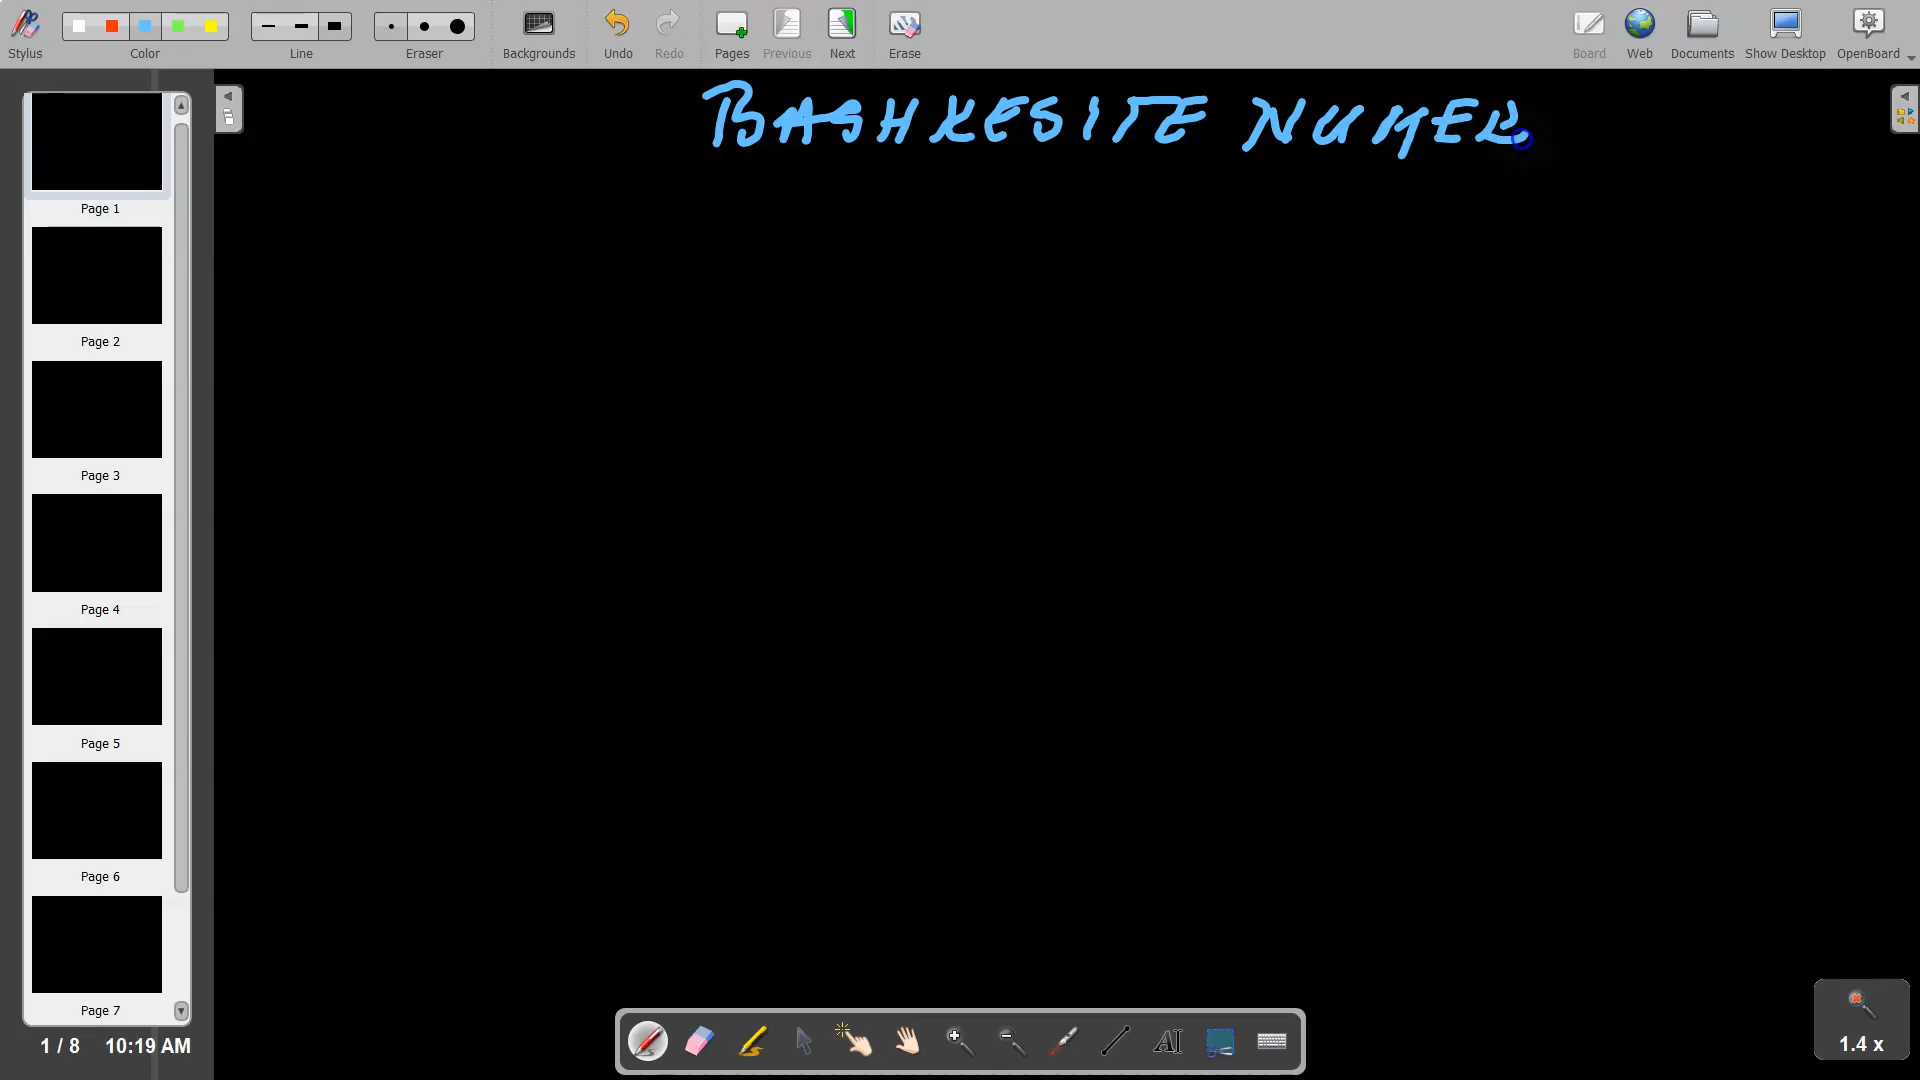 Stylus Color Line Eraser Backgrounds Undo Redo Pages Previous Next Erase Board Web Documents Show Desktop OpenBoard
BASHKESITE NUMER
Page 1
Page 2
Page 3
Page 4
Page 5
Page 6
Page 7
1 / 8 10:19 AM
1.4 x